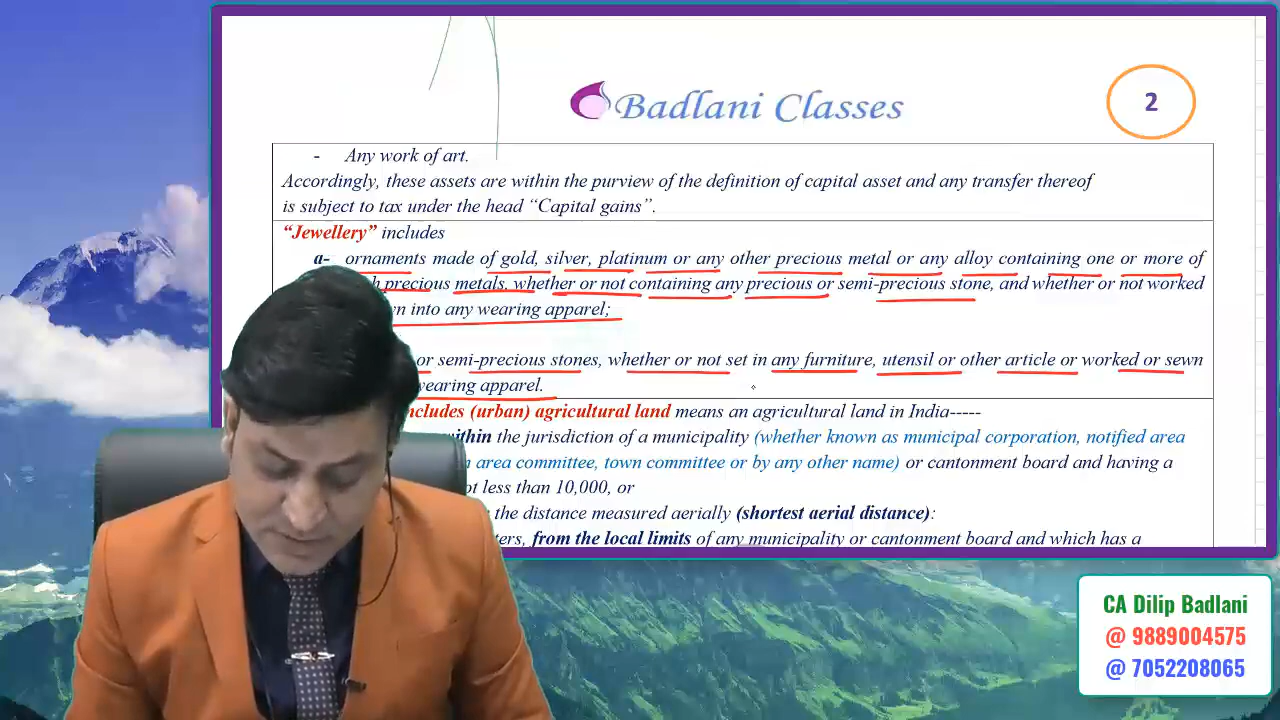 Badlani Classes
2
- Any work of art.
Accordingly, these assets are within the purview of the definition of capital asset and any transfer thereof
is subject to tax under the head “Capital gains”.
“Jewellery” includes
a- ornaments made of gold, silver, platinum or any other precious metal or any alloy containing one or more of
precious metals, whether or not containing any precious or semi-precious stone, and whether or not worked
into any wearing apparel;
or semi-precious stones, whether or not set in any furniture, utensil or other article or worked or sewn
wearing apparel.
(urban) agricultural land means an agricultural land in India-----
the jurisdiction of a municipality (whether known as municipal corporation, notified area
area committee, town committee or by any other name) or cantonment board and having a
less than 10,000, or
the distance measured aerially (shortest aerial distance):
from the local limits of any municipality or cantonment board and which has a
CA Dilip Badlani
@ 9889004575
@ 7052208065